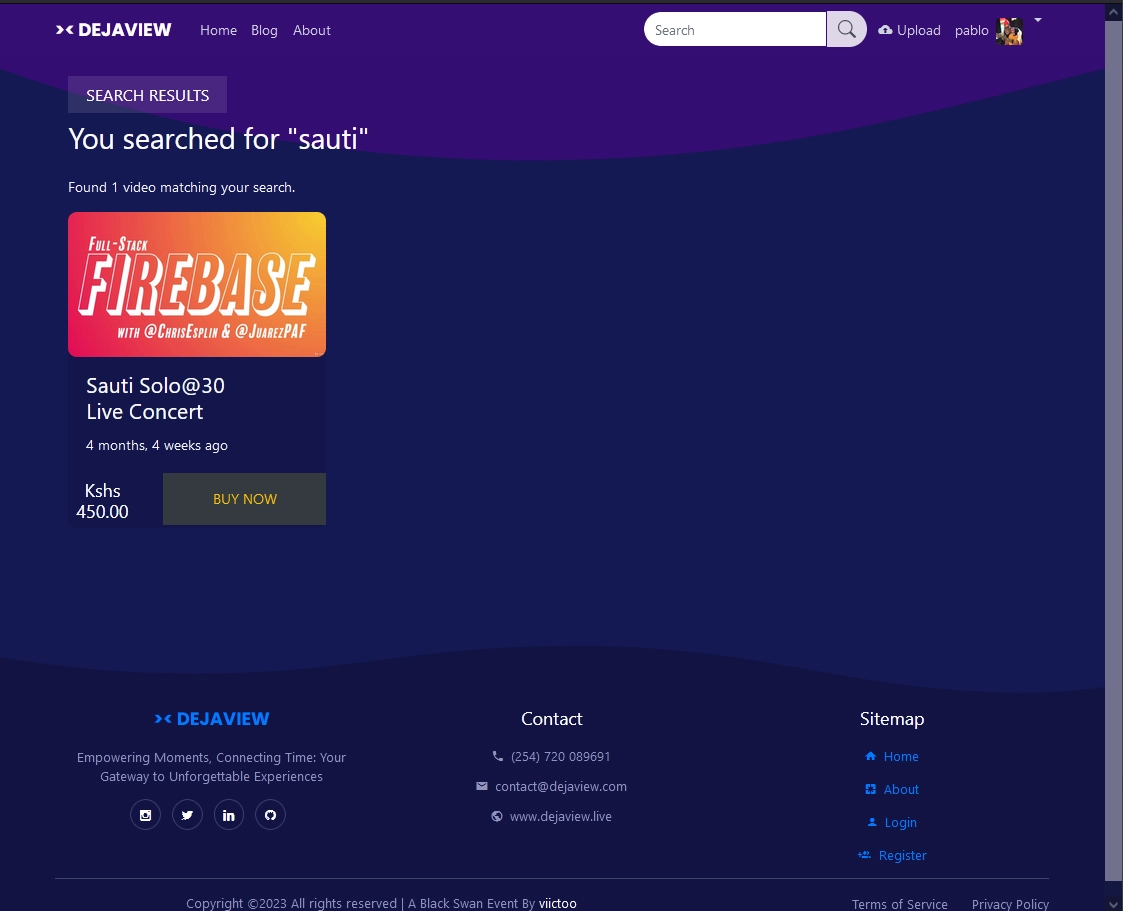 DEJAVIEW Home Blog About Search Upload pablo
SEARCH RESULTS
You searched for "sauti"
Found 1 video matching your search.
FULL-STACK
FIREBASE
WITH @CHRISESPLIN & @JUAREZPAF
Sauti Solo@30
Live Concert
4 months, 4 weeks ago
Kshs
450.00
BUY NOW
DEJAVIEW
Empowering Moments, Connecting Time: Your
Gateway to Unforgettable Experiences
Contact
(254) 720 089691
contact@dejaview.com
www.dejaview.live
Sitemap
Home
About
Login
Register
Copyright ©2023 All rights reserved | A Black Swan Event By viictoo
Terms of Service Privacy Policy